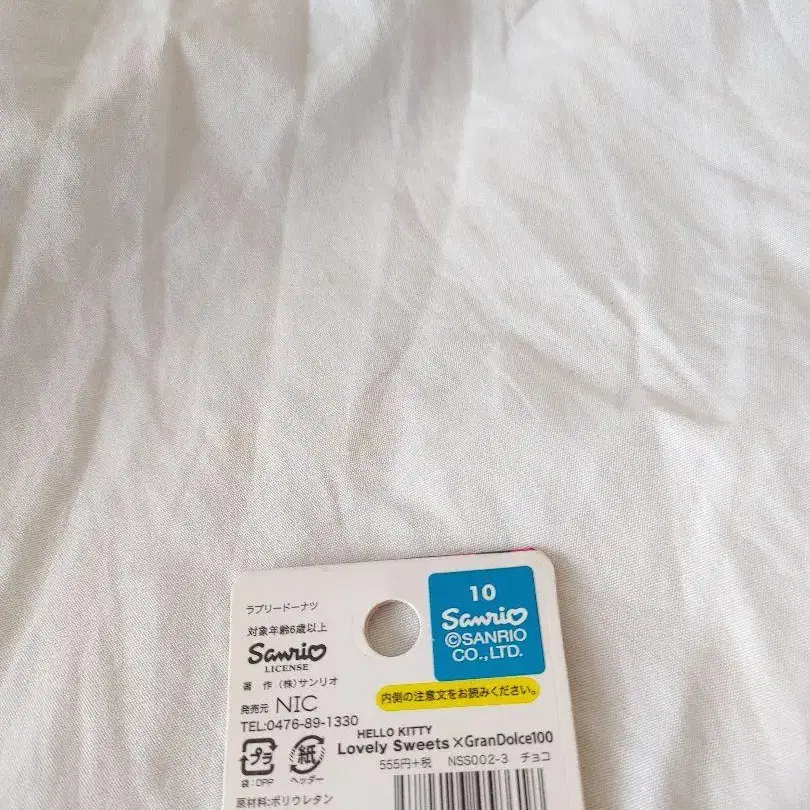 ラブリードーナツ
対象年齢6歳以上
Sanrio
LICENSE
著 作 (株)サンリオ
発売元 NIC
TEL:0476-89-1330
10
Sanrio
©SANRIO
CO.,LTD.
内側の注意文をお読みください。
HELLO KITTY
Lovely Sweets×GranDolce100
555円+税 NSS002-3 チョコ
プラ
袋:OPP
紙
ヘッダー
原材料:ポリウレタン